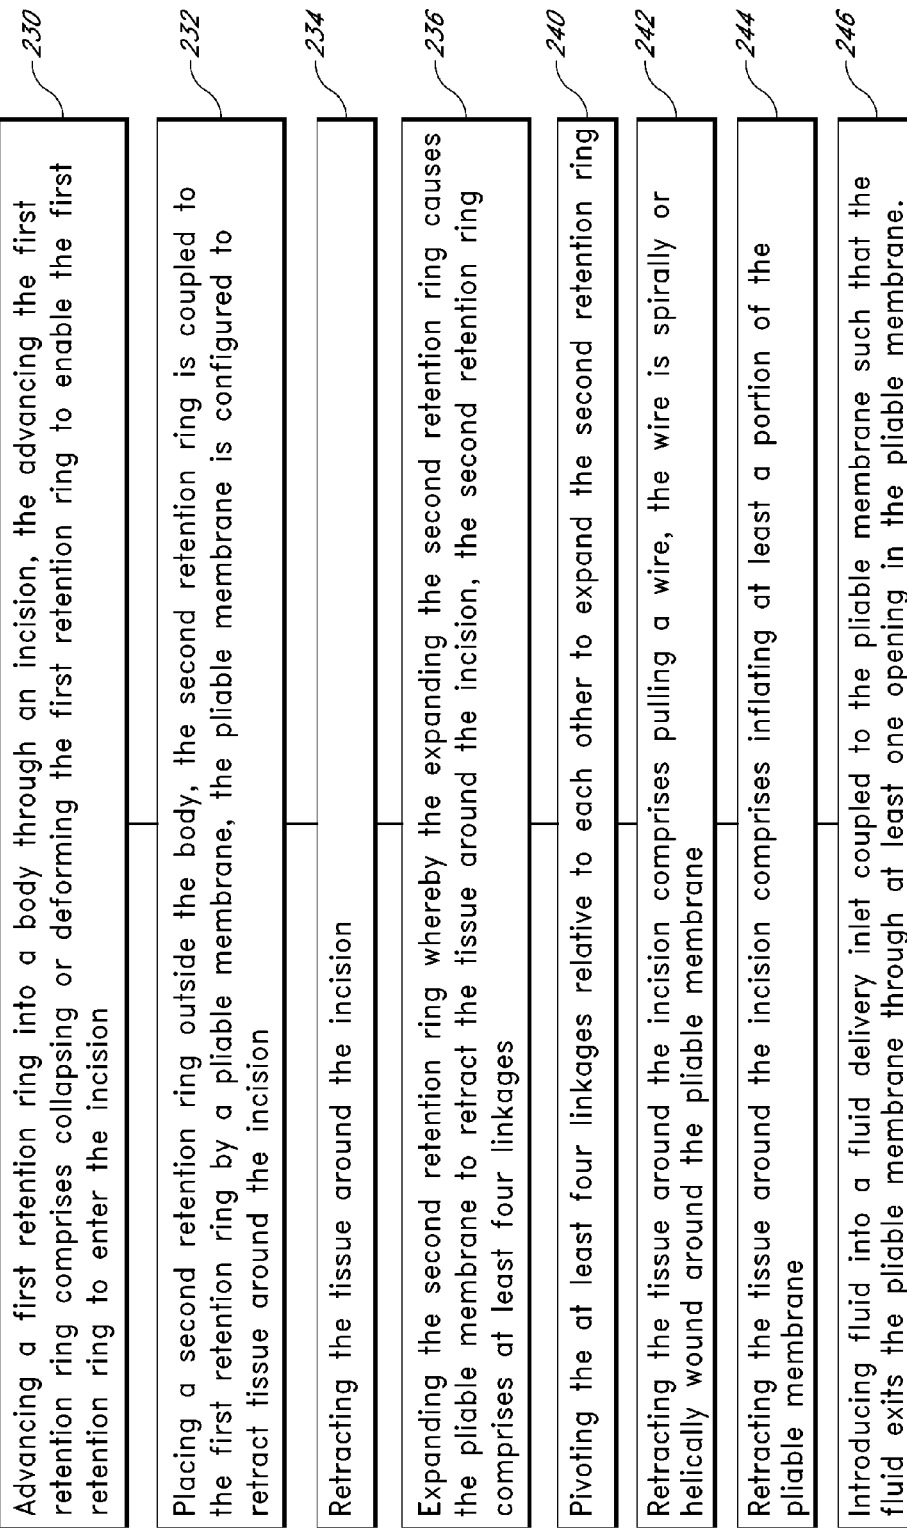 Advancing a first retention ring into a body through an incision, the advancing the first
retention ring comprises collapsing or deforming the first retention ring to enable the first
retention ring to enter the incision
230
Placing a second retention ring outside the body, the second retention ring is coupled to
the first retention ring by a pliable membrane, the pliable membrane is configured to
retract tissue around the incision
232
Retracting the tissue around the incision
234
Expanding the second retention ring whereby the expanding the second retention ring causes
the pliable membrane to retract the tissue around the incision, the second retention ring
comprises at least four linkages
236
Pivoting the at least four linkages relative to each other to expand the second retention ring
240
Retracting the tissue around the incision comprises pulling a wire, the wire is spirally or
helically wound around the pliable membrane
242
Retracting the tissue around the incision comprises inflating at least a portion of the
pliable membrane
244
Introducing fluid into a fluid delivery inlet coupled to the pliable membrane such that the
fluid exits the pliable membrane through at least one opening in the pliable membrane.
246